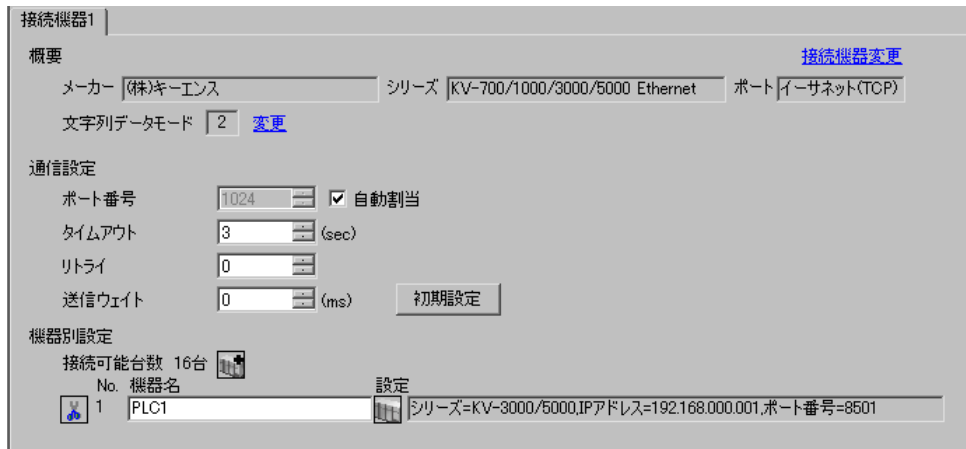 接続機器1
概要 接続機器変更
メーカー (株)キーエンス シリーズ KV-700/1000/3000/5000 Ethernet ポート イーサネット(TCP)
文字列データモード 2 変更
通信設定
ポート番号 1024 自動割当
タイムアウト 3 (sec)
リトライ 0
送信ウェイト 0 (ms) 初期設定
機器別設定
接続可能台数 16台
No. 機器名 設定
1 PLC1 シリーズ=KV-3000/5000,IPアドレス=192.168.000.001,ポート番号=8501